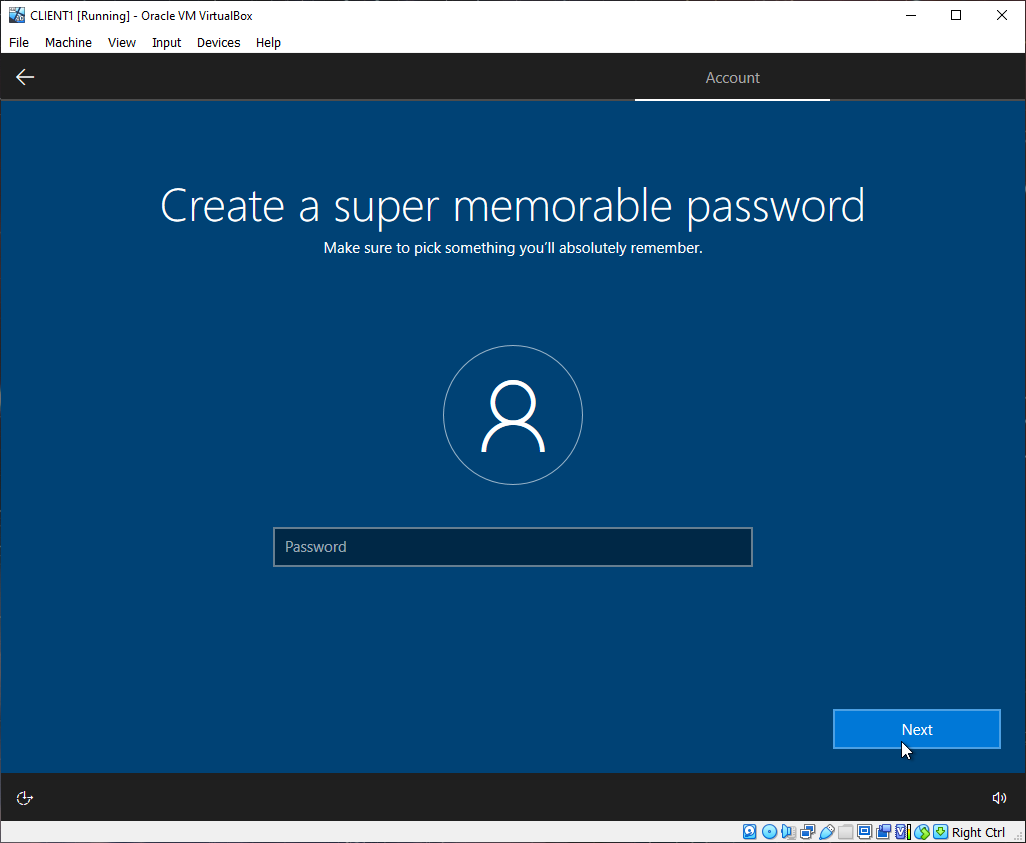 CLIENT1 [Running] - Oracle VM VirtualBox
File Machine View Input Devices Help
Account
Create a super memorable password
Make sure to pick something you'll absolutely remember.
Password
Next
Right Ctrl